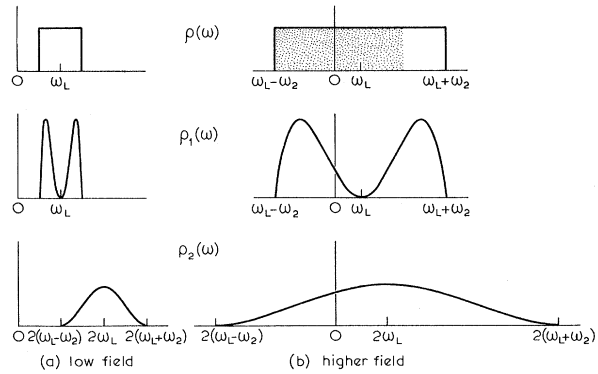 ρ(ω)
O ω_L
ω_L-ω_2 O ω_L ω_L+ω_2
ρ_1(ω)
O ω_L
ω_L-ω_2 O ω_L ω_L+ω_2
ρ_2(ω)
O 2(ω_L-ω_2) 2ω_L 2(ω_L+ω_2)
2(ω_L-ω_2) O 2ω_L 2(ω_L+ω_2)
(a) low field
(b) higher field